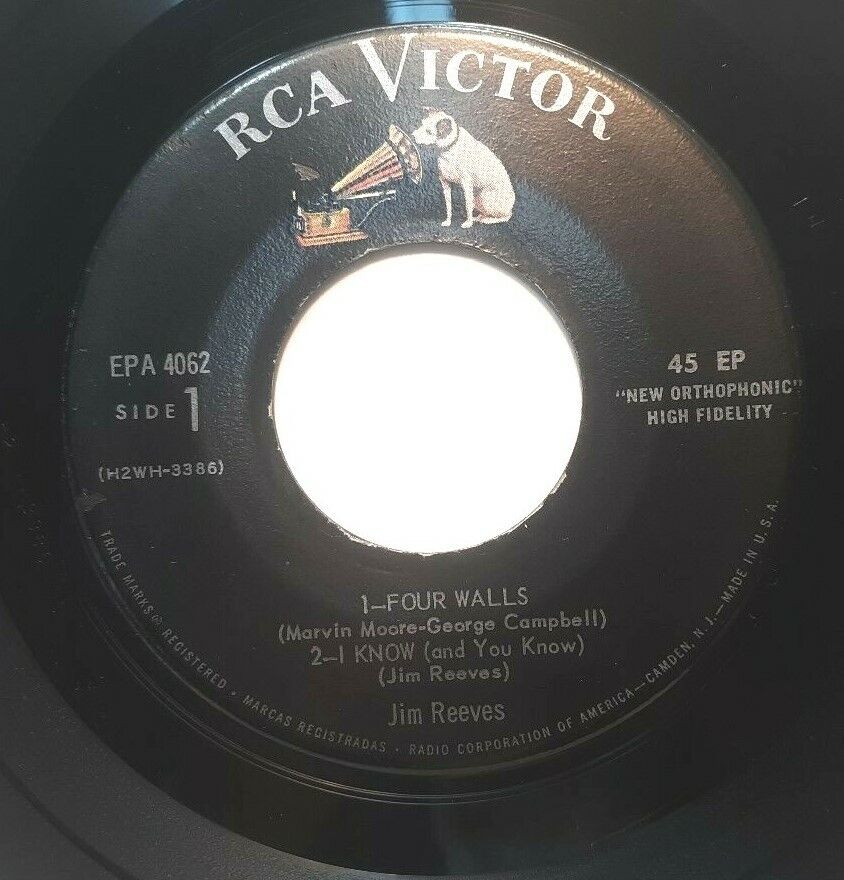 RCA VICTOR
EPA 4062
SIDE 1
(H2WH-3386)
45 EP
"NEW ORTHOPHONIC"
HIGH FIDELITY
1-FOUR WALLS
(Marvin Moore-George Campbell)
2-I KNOW (and You Know)
(Jim Reeves)
Jim Reeves
TRADE MARKS ® REGISTERED • MARCAS REGISTRADAS • RADIO CORPORATION OF AMERICA—CAMDEN, N. J.—MADE IN U. S. A.